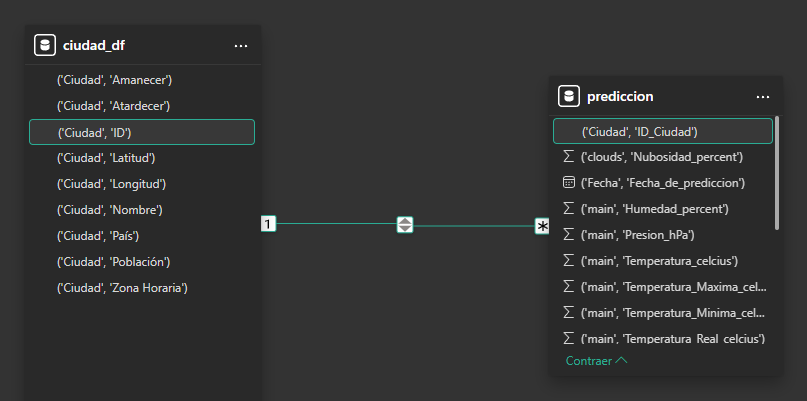 ciudad_df
...
('Ciudad', 'Amanecer')
('Ciudad', 'Atardecer')
('Ciudad', 'ID')
('Ciudad', 'Latitud')
('Ciudad', 'Longitud')
('Ciudad', 'Nombre')
('Ciudad', 'País')
('Ciudad', 'Población')
('Ciudad', 'Zona Horaria')
1
*
prediccion
...
('Ciudad', 'ID_Ciudad')
∑ ('clouds', 'Nubosidad_percent')
('Fecha', 'Fecha_de_prediccion')
∑ ('main', 'Humedad_percent')
∑ ('main', 'Presion_hPa')
∑ ('main', 'Temperatura_celcius')
∑ ('main', 'Temperatura_Maxima_cel...
∑ ('main', 'Temperatura_Minima_cel...
∑ ('main', 'Temperatura_Real_celcius')
Contraer